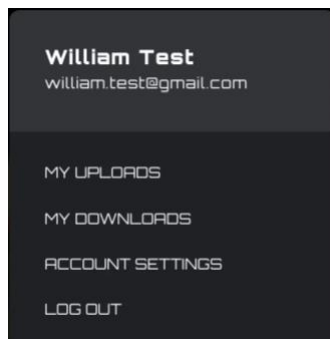 William Test
william.test@gmail.com
MY UPLOADS
MY DOWNLOADS
ACCOUNT SETTINGS
LOG OUT